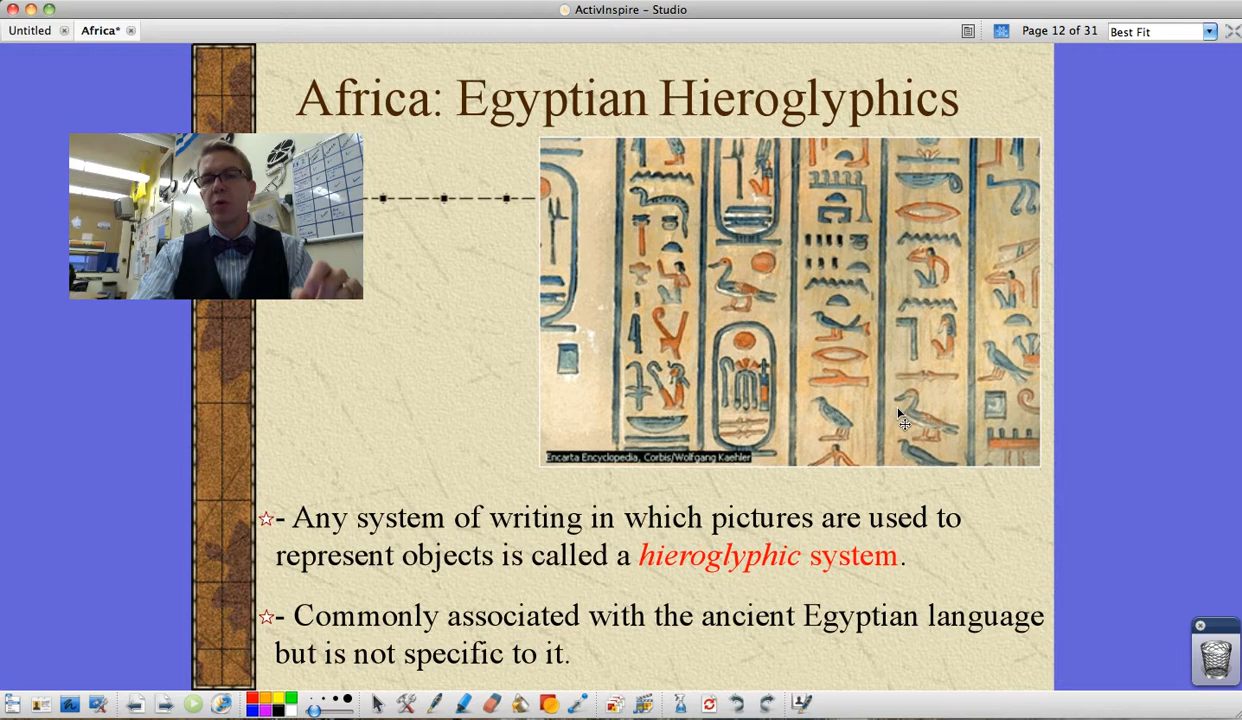 ActivInspire - Studio
Untitled
Africa*
Page 12 of 31
Best Fit
Africa: Egyptian Hieroglyphics
Encarta Encyclopedia, Corbis/Wolfgang Kaehler
- Any system of writing in which pictures are used to
represent objects is called a hieroglyphic system.
- Commonly associated with the ancient Egyptian language
but is not specific to it.